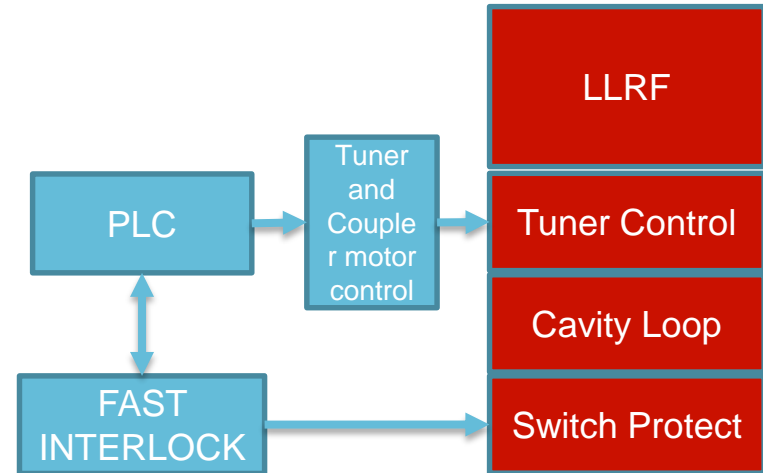 LLRF
Tuner
and
Couple
r motor
control
PLC
Tuner Control
Cavity Loop
FAST
INTERLOCK
Switch Protect